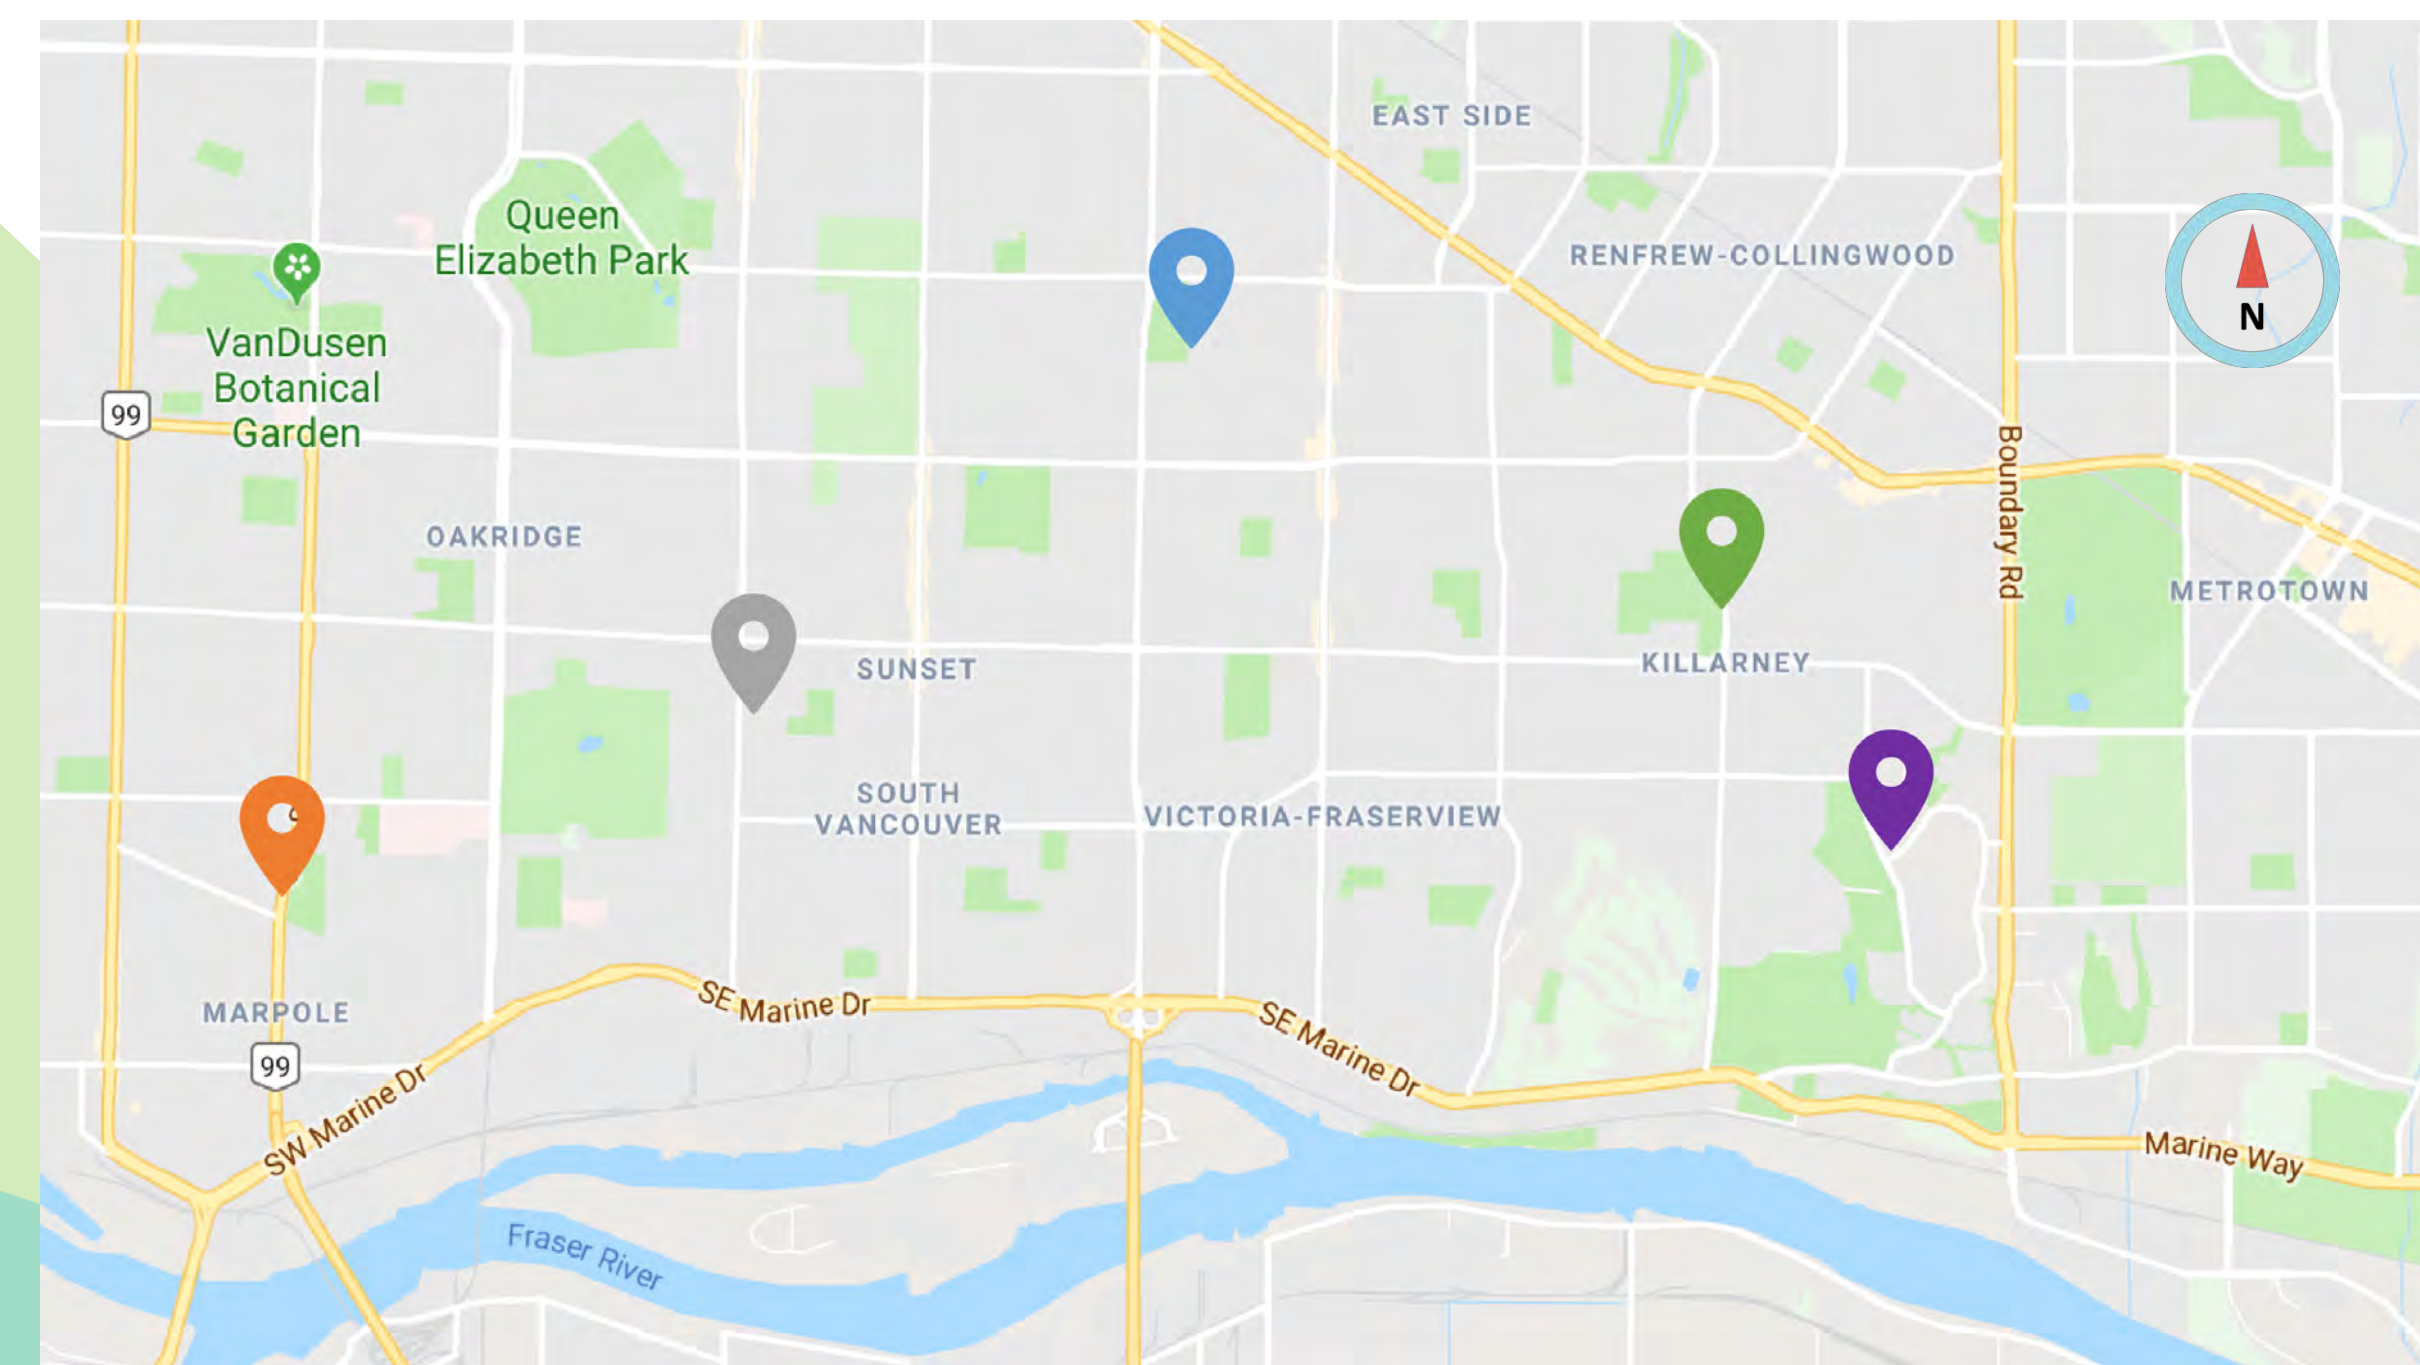 EAST SIDE
Queen
Elizabeth Park
RENFREW-COLLINGWOOD
N
VanDusen
Botanical
Garden
99
Boundary Rd
OAKRIDGE
METROTOWN
SUNSET
KILLARNEY
SOUTH
VANCOUVER
VICTORIA-FRASERVIEW
MARPOLE
99
SE Marine Dr
SE Marine Dr
SW Marine Dr
Marine Way
Fraser River